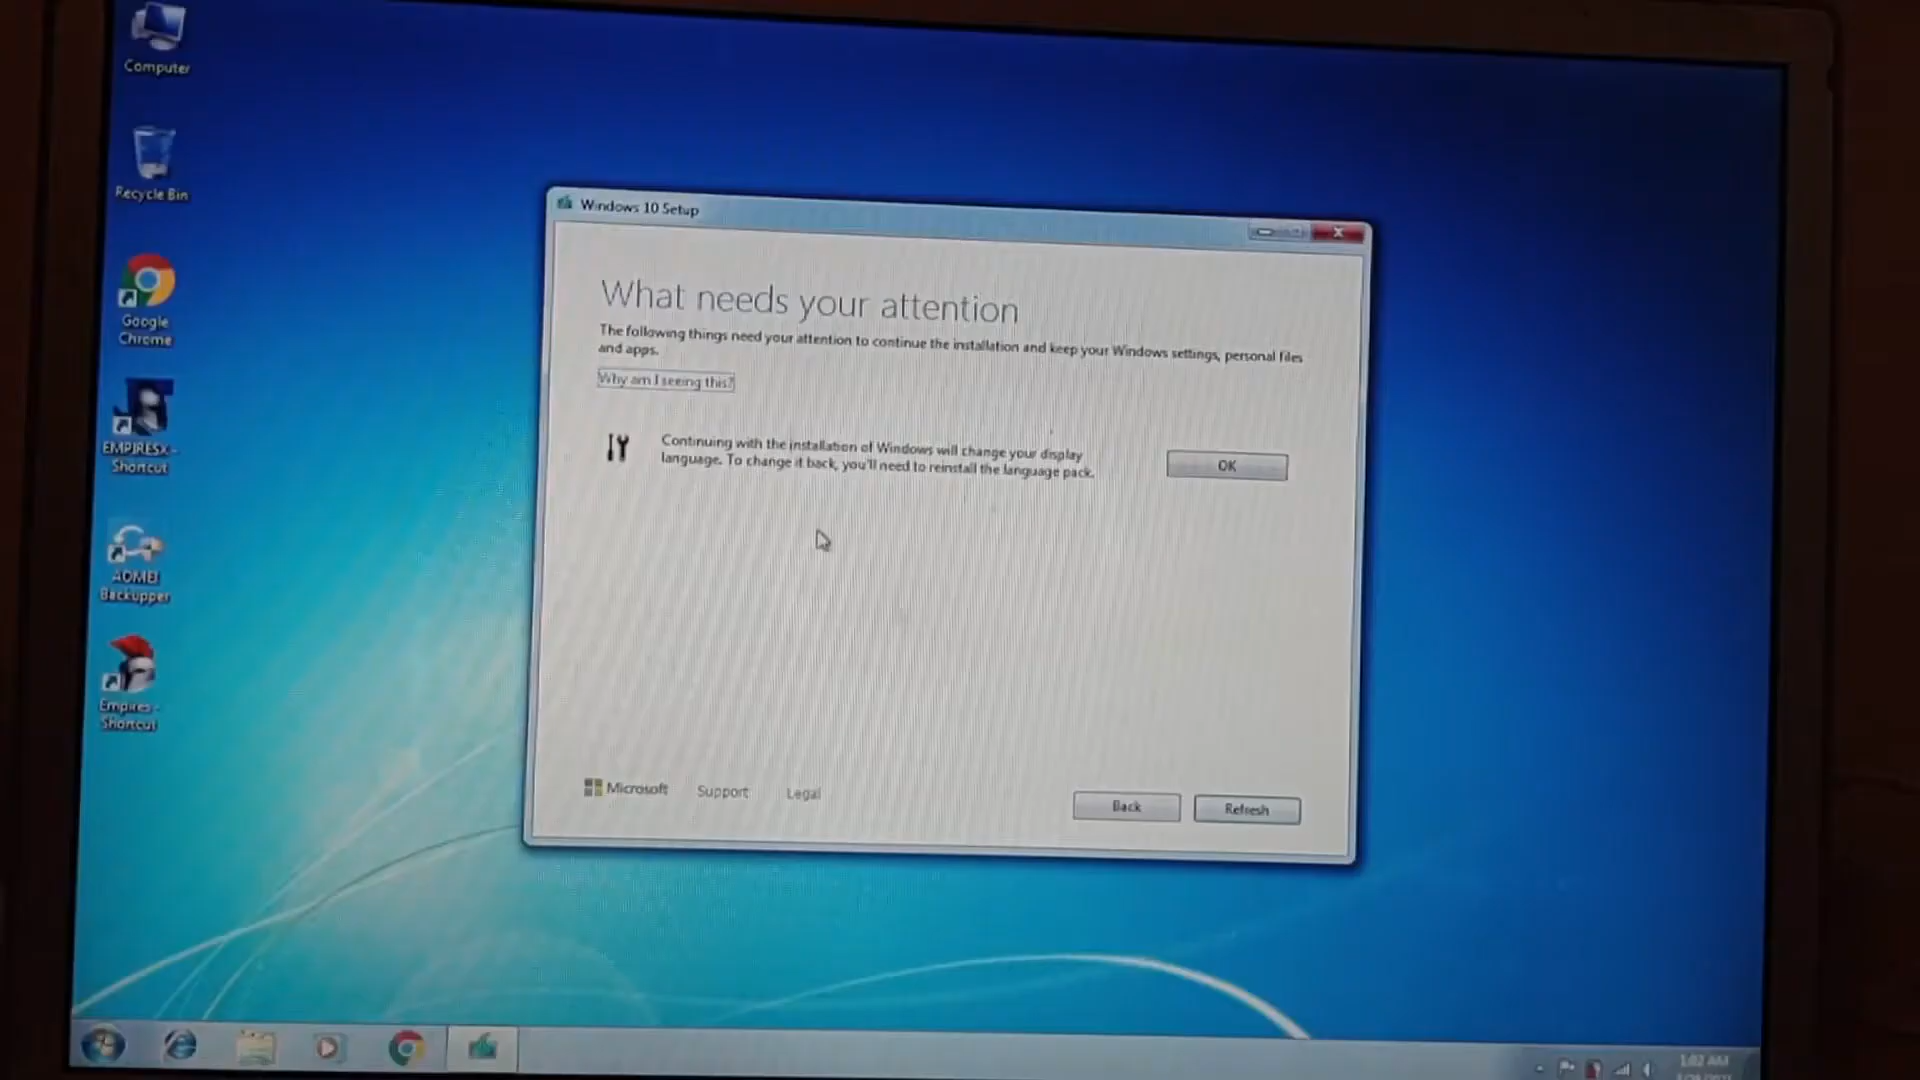 Computer
Recycle Bin
Google
Chrome
EMPIRESX -
Shortcut
AOMEI
Backupper
Empires -
Shortcut
Windows 10 Setup
What needs your attention
The following things need your attention to continue the installation and keep your Windows settings, personal files
and apps.
Why am I seeing this?
Continuing with the installation of Windows will change your display
language. To change it back, you'll need to reinstall the language pack.
OK
Microsoft
Support
Legal
Back
Refresh
1:02 AM